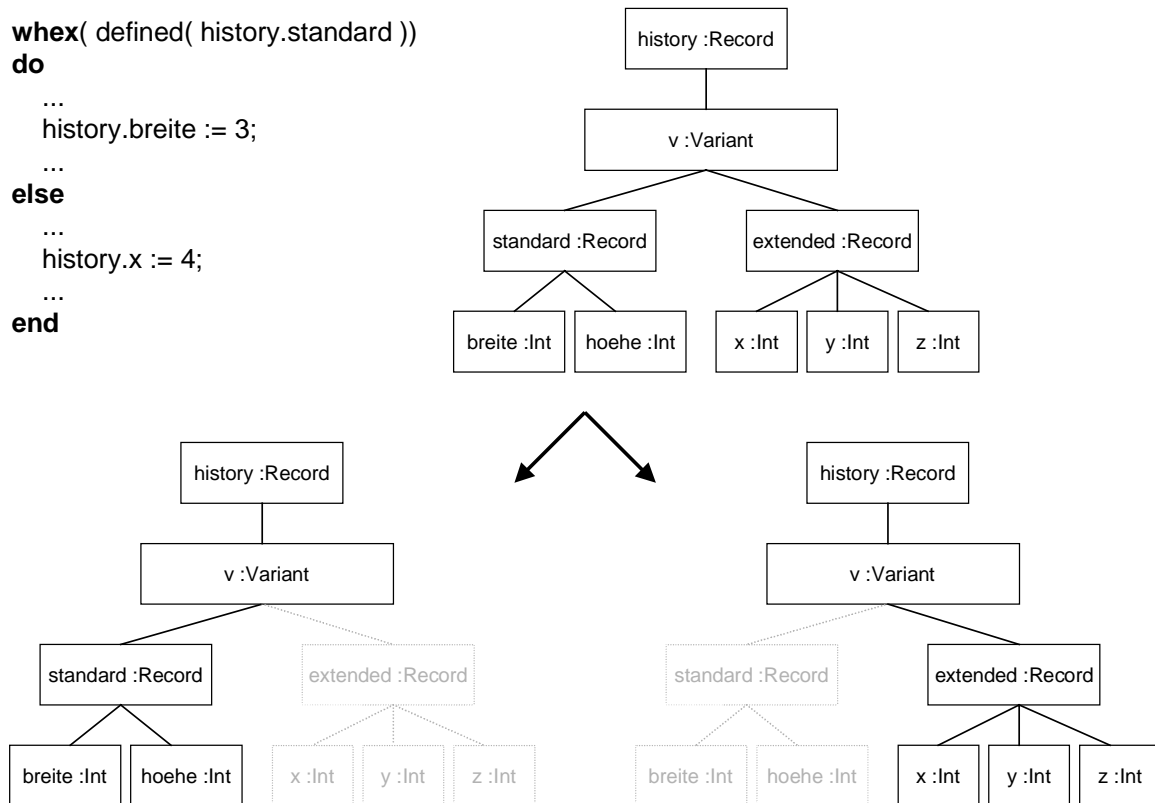 whex( defined( history.standard ))
do
...
history.breite := 3;
...
else
...
history.x := 4;
...
end
history :Record
v :Variant
standard :Record
extended :Record
breite :Int
hoehe :Int
x :Int
y :Int
z :Int
history :Record
v :Variant
standard :Record
extended :Record
breite :Int
hoehe :Int
x :Int
y :Int
z :Int
history :Record
v :Variant
standard :Record
extended :Record
breite :Int
hoehe :Int
x :Int
y :Int
z :Int